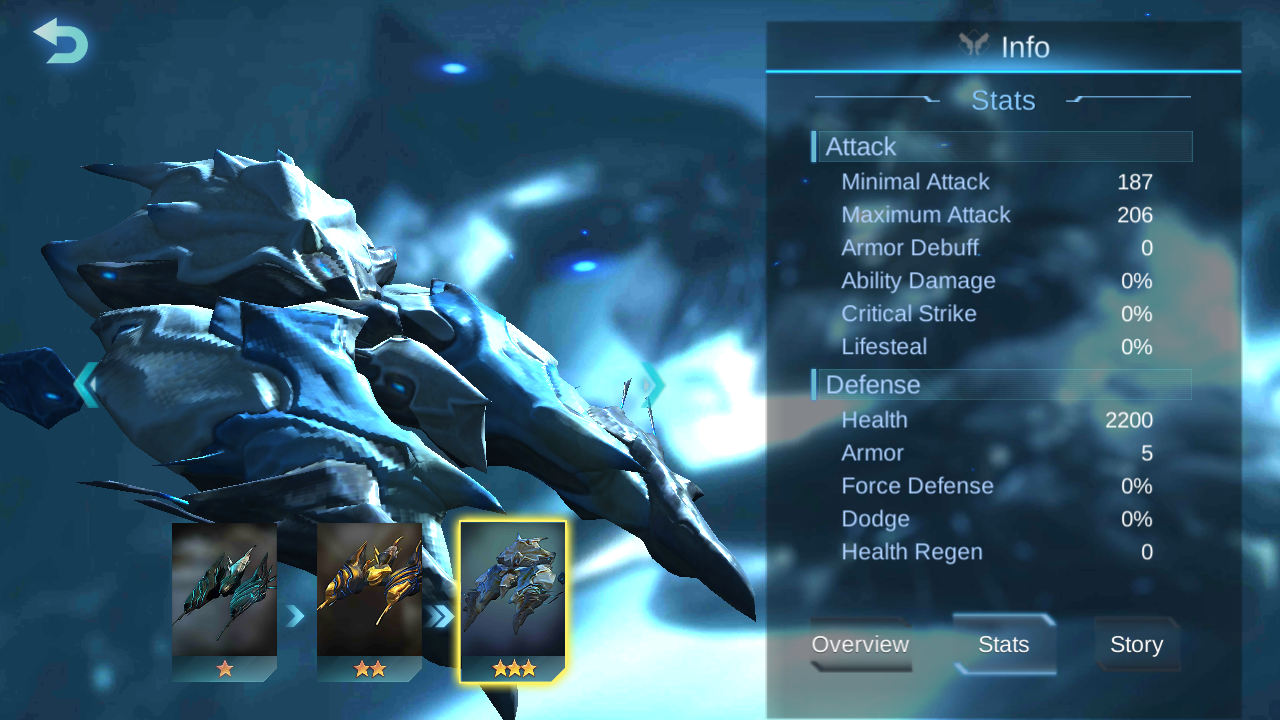 Info
Stats
Attack
Minimal Attack 187
Maximum Attack 206
Armor Debuff 0
Ability Damage 0%
Critical Strike 0%
Lifesteal 0%
Defense
Health 2200
Armor 5
Force Defense 0%
Dodge 0%
Health Regen 0
Overview Stats Story